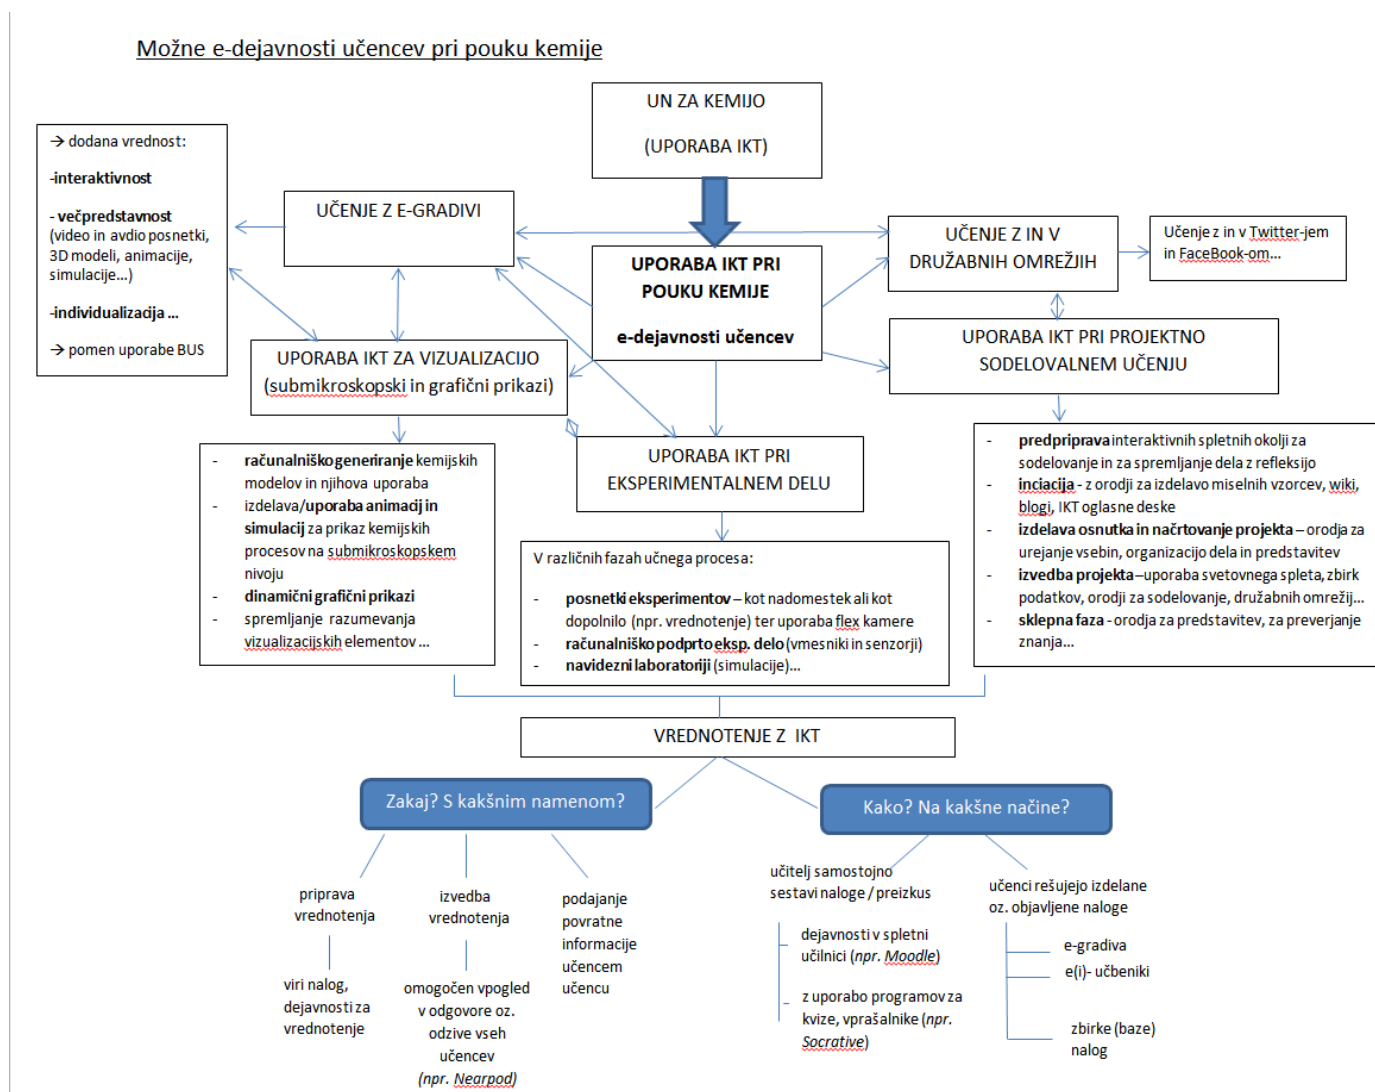 Možne e-dejavnosti učencev pri pouku kemije
UN ZA KEMIJO
(UPORABA IKT)
→ dodana vrednost:
-interaktivnost
- večpredstavnost
(video in avdio posnetki,
3D modeli, animacije,
simulacije...)
-individualizacija ...
→ pomen uporabe BUS
UČENJE Z E-GRADIVI
UPORABA IKT PRI
POUKU KEMIJE
e-dejavnosti učencev
UČENJE Z IN V
DRUŽABNIH OMREŽJIH
Učenje z in v Twitter-jem
in FaceBook-om...
UPORABA IKT ZA VIZUALIZACIJO
(submikroskopski in grafični prikazi)
UPORABA IKT PRI PROJEKTNO
SODELOVALNEM UČENJU
UPORABA IKT PRI
EKSPERIMENTALNEM DELU
- računalniško generiranje kemijskih
modelov in njihova uporaba
- izdelava/uporaba animacij in
simulacij za prikaz kemijskih
procesov na submikroskopskem
nivoju
- dinamični grafični prikazi
- spremljanje razumevanja
vizualizacijskih elementov ...
V različnih fazah učnega procesa:
- posnetki eksperimentov – kot nadomestek ali kot
dopolnilo (npr. vrednotenje) ter uporaba flex kamere
- računalniško podprto eksp. delo (vmesniki in senzorji)
- navidezni laboratoriji (simulacije)...
- predpriprava interaktivnih spletnih okolji za
sodelovanje in za spremljanje dela z refleksijo
- inciacija - z orodji za izdelavo miselnih vzorcev, wiki,
blogi, IKT oglasne deske
- izdelava osnutka in načrtovanje projekta – orodja za
urejanje vsebin, organizacijo dela in predstavitev
- izvedba projekta –uporaba svetovnega spleta, zbirk
podatkov, orodji za sodelovanje, družabnih omrežij...
- sklepna faza - orodja za predstavitev, za preverjanje
znanja...
VREDNOTENJE Z IKT
Zakaj? S kakšnim namenom?
Kako? Na kakšne načine?
priprava
vrednotenja
viri nalog,
dejavnosti za
vrednotenje
izvedba
vrednotenja
omogočen vpogled
v odgovore oz.
odzive vseh
učencev
(npr. Nearpod)
podajanje
povratne
informacije
učencem
učencu
učitelj samostojno
sestavi naloge / preizkus
dejavnosti v spletni
učilnici (npr. Moodle)
z uporabo programov za
kvize, vprašalnike (npr.
Socrative)
učenci rešujejo izdelane
oz. objavljene naloge
e-gradiva
e(i)- učbeniki
zbirke (baze)
nalog